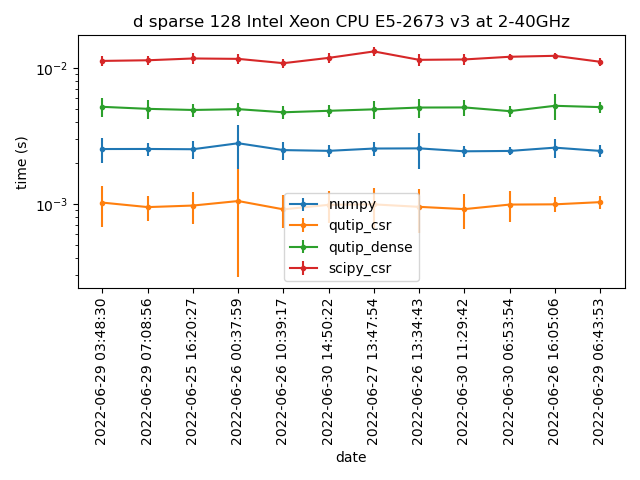 d sparse 128 Intel Xeon CPU E5-2673 v3 at 2-40GHz
10⁻²
10⁻³
time (s)
numpy
qutip_csr
qutip_dense
scipy_csr
2022-06-29 03:48:30
2022-06-29 07:08:56
2022-06-25 16:20:27
2022-06-26 00:37:59
2022-06-26 10:39:17
2022-06-30 14:50:22
2022-06-27 13:47:54
2022-06-26 13:34:43
2022-06-30 11:29:42
2022-06-30 06:53:54
2022-06-26 16:05:06
2022-06-29 06:43:53
date